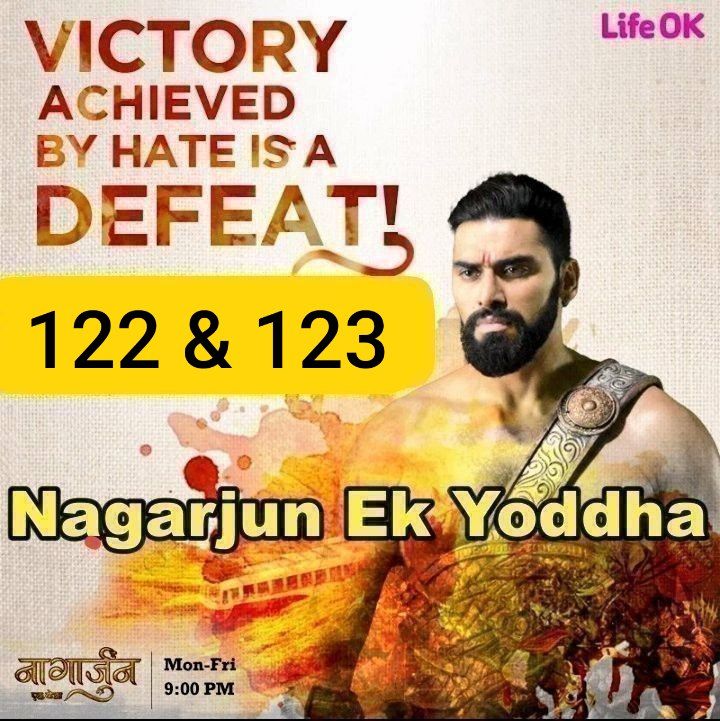 VICTORY
Life OK
ACHIEVED
BY HATE IS A
DEFEAT!
122 & 123
Nagarjun Ek Yoddha
नागार्जुन
एक योद्धा
Mon-Fri
9:00 PM